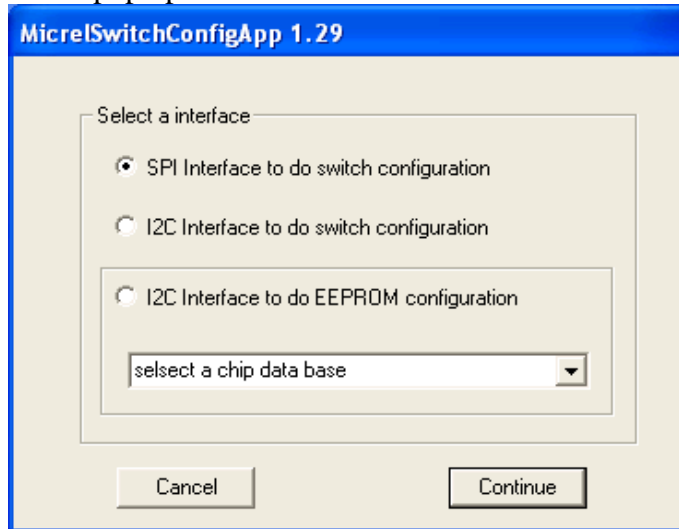 MicrelSwitchConfigApp 1.29
Select a interface
SPI Interface to do switch configuration
I2C Interface to do switch configuration
I2C Interface to do EEPROM configuration
selsect a chip data base
Cancel
Continue